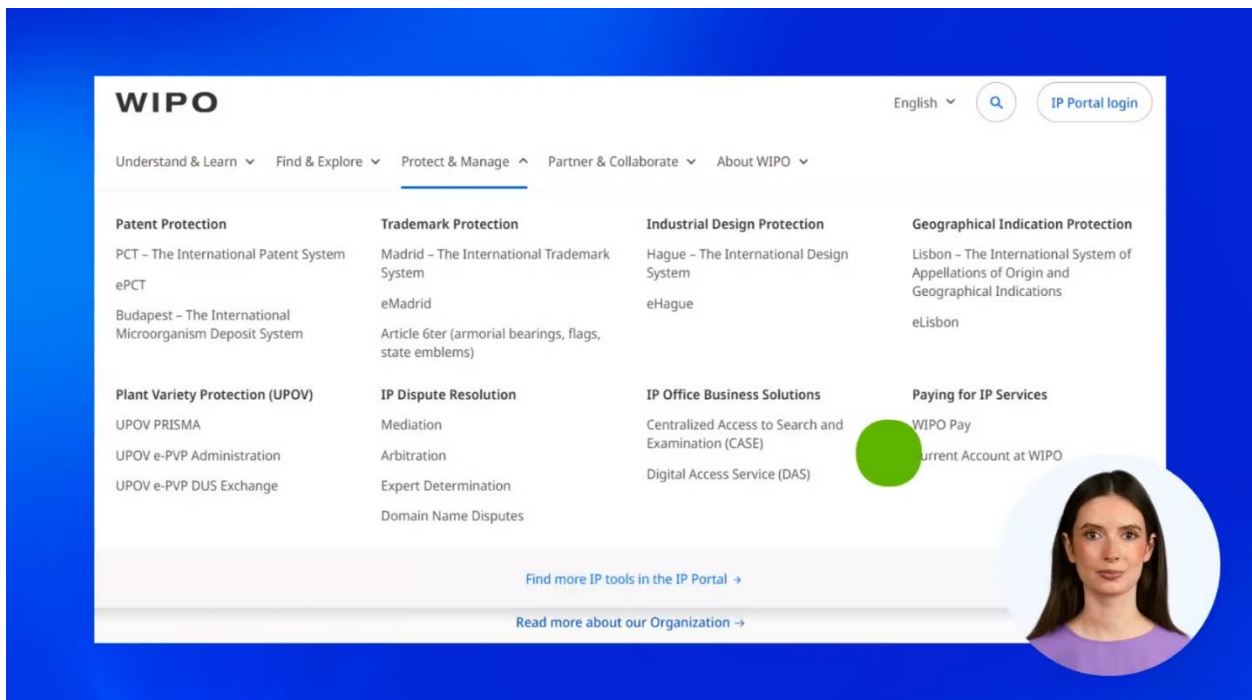 WIPO
English
IP Portal login
Understand & Learn
Find & Explore
Protect & Manage
Partner & Collaborate
About WIPO
Patent Protection
PCT – The International Patent System
ePCT
Budapest – The International
Microorganism Deposit System
Trademark Protection
Madrid – The International Trademark
System
eMadrid
Article 6ter (armorial bearings, flags,
state emblems)
Industrial Design Protection
Hague – The International Design
System
eHague
Geographical Indication Protection
Lisbon – The International System of
Appellations of Origin and
Geographical Indications
eLisbon
Plant Variety Protection (UPOV)
UPOV PRISMA
UPOV e-PVP Administration
UPOV e-PVP DUS Exchange
IP Dispute Resolution
Mediation
Arbitration
Expert Determination
Domain Name Disputes
IP Office Business Solutions
Centralized Access to Search and
Examination (CASE)
Digital Access Service (DAS)
Paying for IP Services
WIPO Pay
Account at WIPO
Find more IP tools in the IP Portal →
Read more about our Organization →